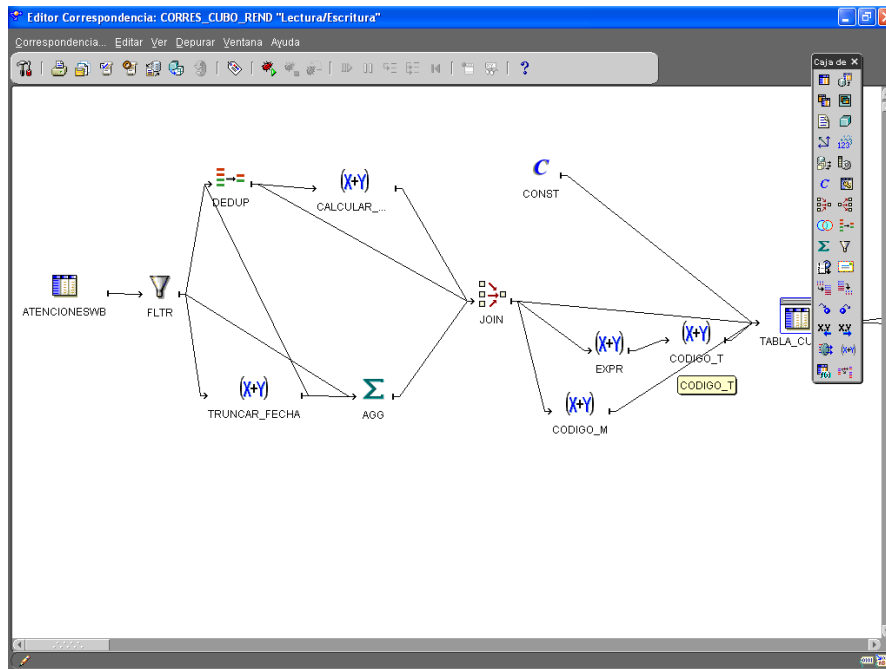 Editor Correspondencia: CORRES_CUBO_REND "Lectura/Escritura"
Correspondencia... Editar Ver Depurar Ventana Ayuda
Caja de
DEDUP
(X+Y)
CALCULAR_...
C
CONST
ATENCIONESWB
FLTR
JOIN
TABLA_CU
(X+Y)
EXPR
(X+Y)
CODIGO_T
CODIGO_T
(X+Y)
TRUNCAR_FECHA
Σ
AGG
(X+Y)
CODIGO_M